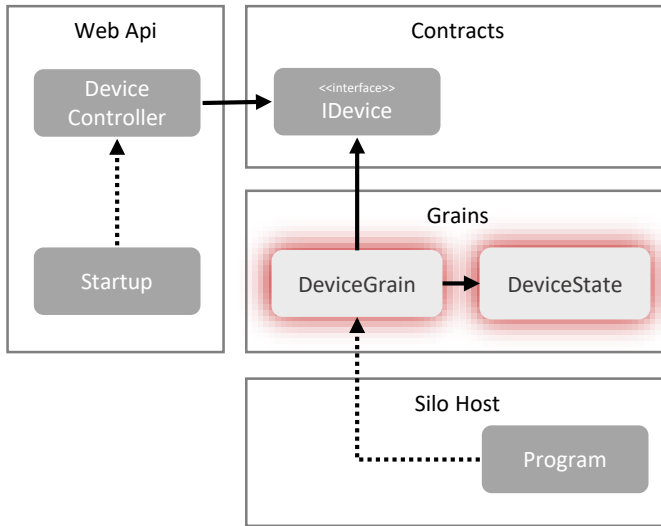 Web Api
Device
Controller
Startup
Contracts
<<interface>>
IDevice
Grains
DeviceGrain
DeviceState
Silo Host
Program